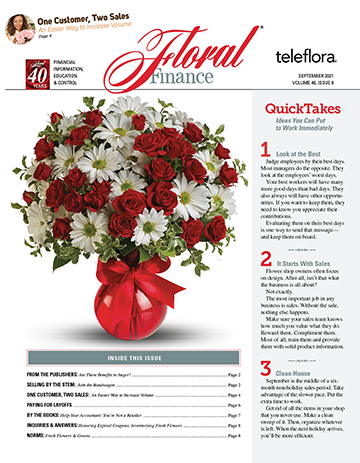 One Customer, Two Sales
An Easier Way to Increase Volume
Page 4
40
YEARS
FINANCIAL
INFORMATION,
EDUCATION
& CONTROL
Floral
Finance
teleflora
SEPTEMBER 2021
VOLUME 40, ISSUE 9
QuickTakes
Ideas You Can Put
to Work Immediately
1 Look at the Best
Judge employees by their best days.
Most managers do the opposite. They
look at the employees' worst days.
Your best workers will have many
more good days than bad days. They
also always will have other opportu-
nities. If you want to keep them, they
need to know you appreciate their
contributions.
Evaluating them on their best days
is one way to send that message—
and keep them on board.
2 It Starts With Sales
Flower shop owners often focus
on design. After all, isn't that what
the business is all about?
Not exactly.
The most important job in any
business is sales. Without the sale,
nothing else happens.
Make sure your sales team knows
how much you value what they do.
Reward them. Compliment them.
Most of all, train them and provide
them with solid product information.
3 Clean House
September is the middle of a six-
month non-holiday sales period. Take
advantage of the slower pace. Put the
extra time to work.
Get rid of all the items in your shop
that you never use. Make a clean
sweep of it. Then, organize whatever
is left. When the next holiday arrives,
you'll be more efficient.
INSIDE THIS ISSUE
FROM THE PUBLISHERS: Are There Benefits to Anger? Page 2
SELLING BY THE STEM: Join the Bandwagon Page 2
ONE CUSTOMER, TWO SALES: An Easier Way to Increase Volume Page 4
PAYING FOR LAYOFFS Page 6
BY THE BOOKS: Help Your Accountant: You're Not a Retailer Page 7
INQUIRIES & ANSWERS: Honoring Expired Coupons; Inventorying Fresh Flowers Page 8
NORMS: Fresh Flowers & Greens Page 8